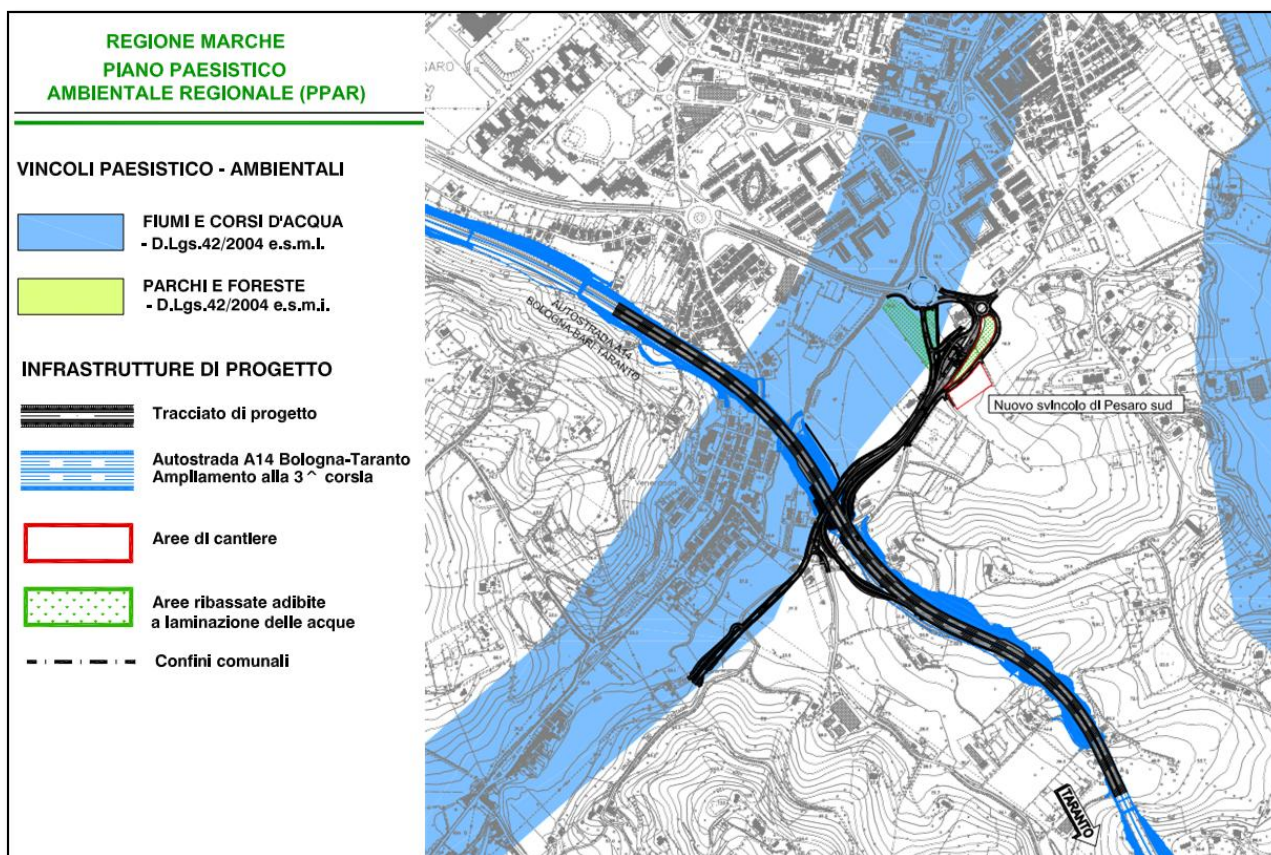 REGIONE MARCHE
PIANO PAESISTICO
AMBIENTALE REGIONALE (PPAR)
VINCOLI PAESISTICO - AMBIENTALI
FIUMI E CORSI D'ACQUA
- D.Lgs.42/2004 e.s.m.i.
PARCHI E FORESTE
- D.Lgs.42/2004 e.s.m.i.
INFRASTRUTTURE DI PROGETTO
Tracciato di progetto
Autostrada A14 Bologna-Taranto
Ampliamento alla 3^ corsia
Aree di cantiere
Aree ribassate adibite
a laminazione delle acque
Confini comunali
SARO
AUTOSTRADA A14
BOLOGNA-BARI-TARANTO
Nuovo svincolo di Pesaro sud
TARANTO